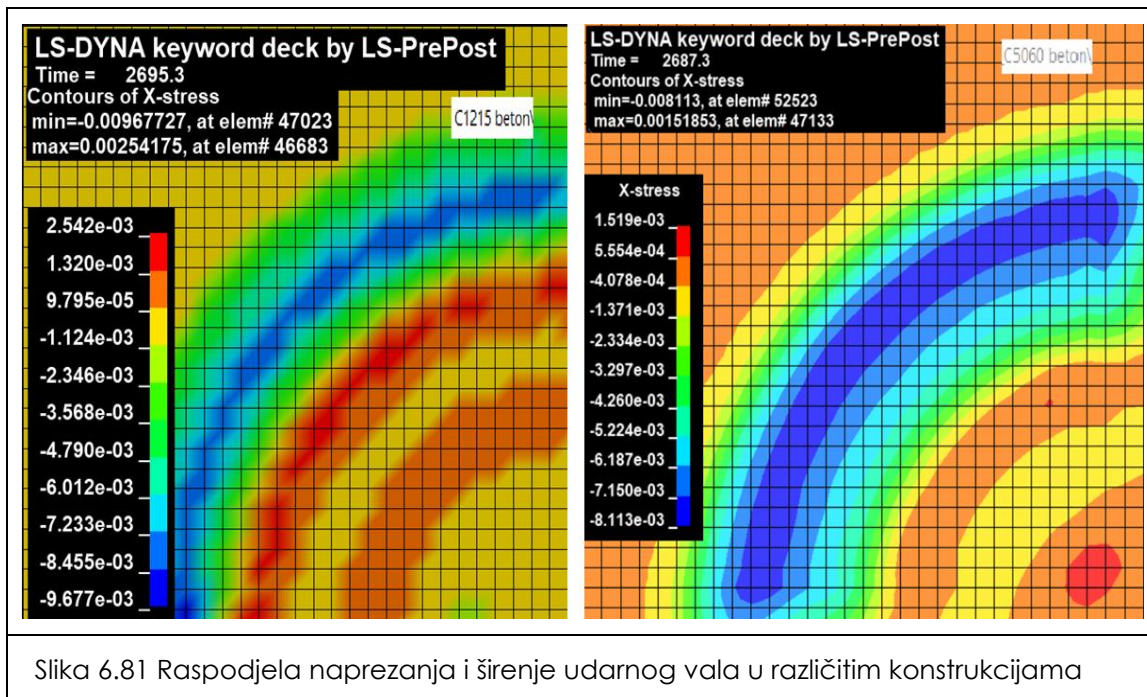 LS-DYNA keyword deck by LS-PrePost
Time = 2695.3
Contours of X-stress
min=-0.00967727, at elem# 47023
max=0.00254175, at elem# 46683
C1215 beton\
2.542e-03
1.320e-03
9.795e-05
-1.124e-03
-2.346e-03
-3.568e-03
-4.790e-03
-6.012e-03
-7.233e-03
-8.455e-03
-9.677e-03
LS-DYNA keyword deck by LS-PrePost
Time = 2687.3
Contours of X-stress
min=-0.008113, at elem# 52523
max=0.00151853, at elem# 47133
C5060 beton\
X-stress
1.519e-03
5.554e-04
-4.078e-04
-1.371e-03
-2.334e-03
-3.297e-03
-4.260e-03
-5.224e-03
-6.187e-03
-7.150e-03
-8.113e-03
Slika 6.81 Raspodjela naprezanja i širenje udarnog vala u različitim konstrukcijama